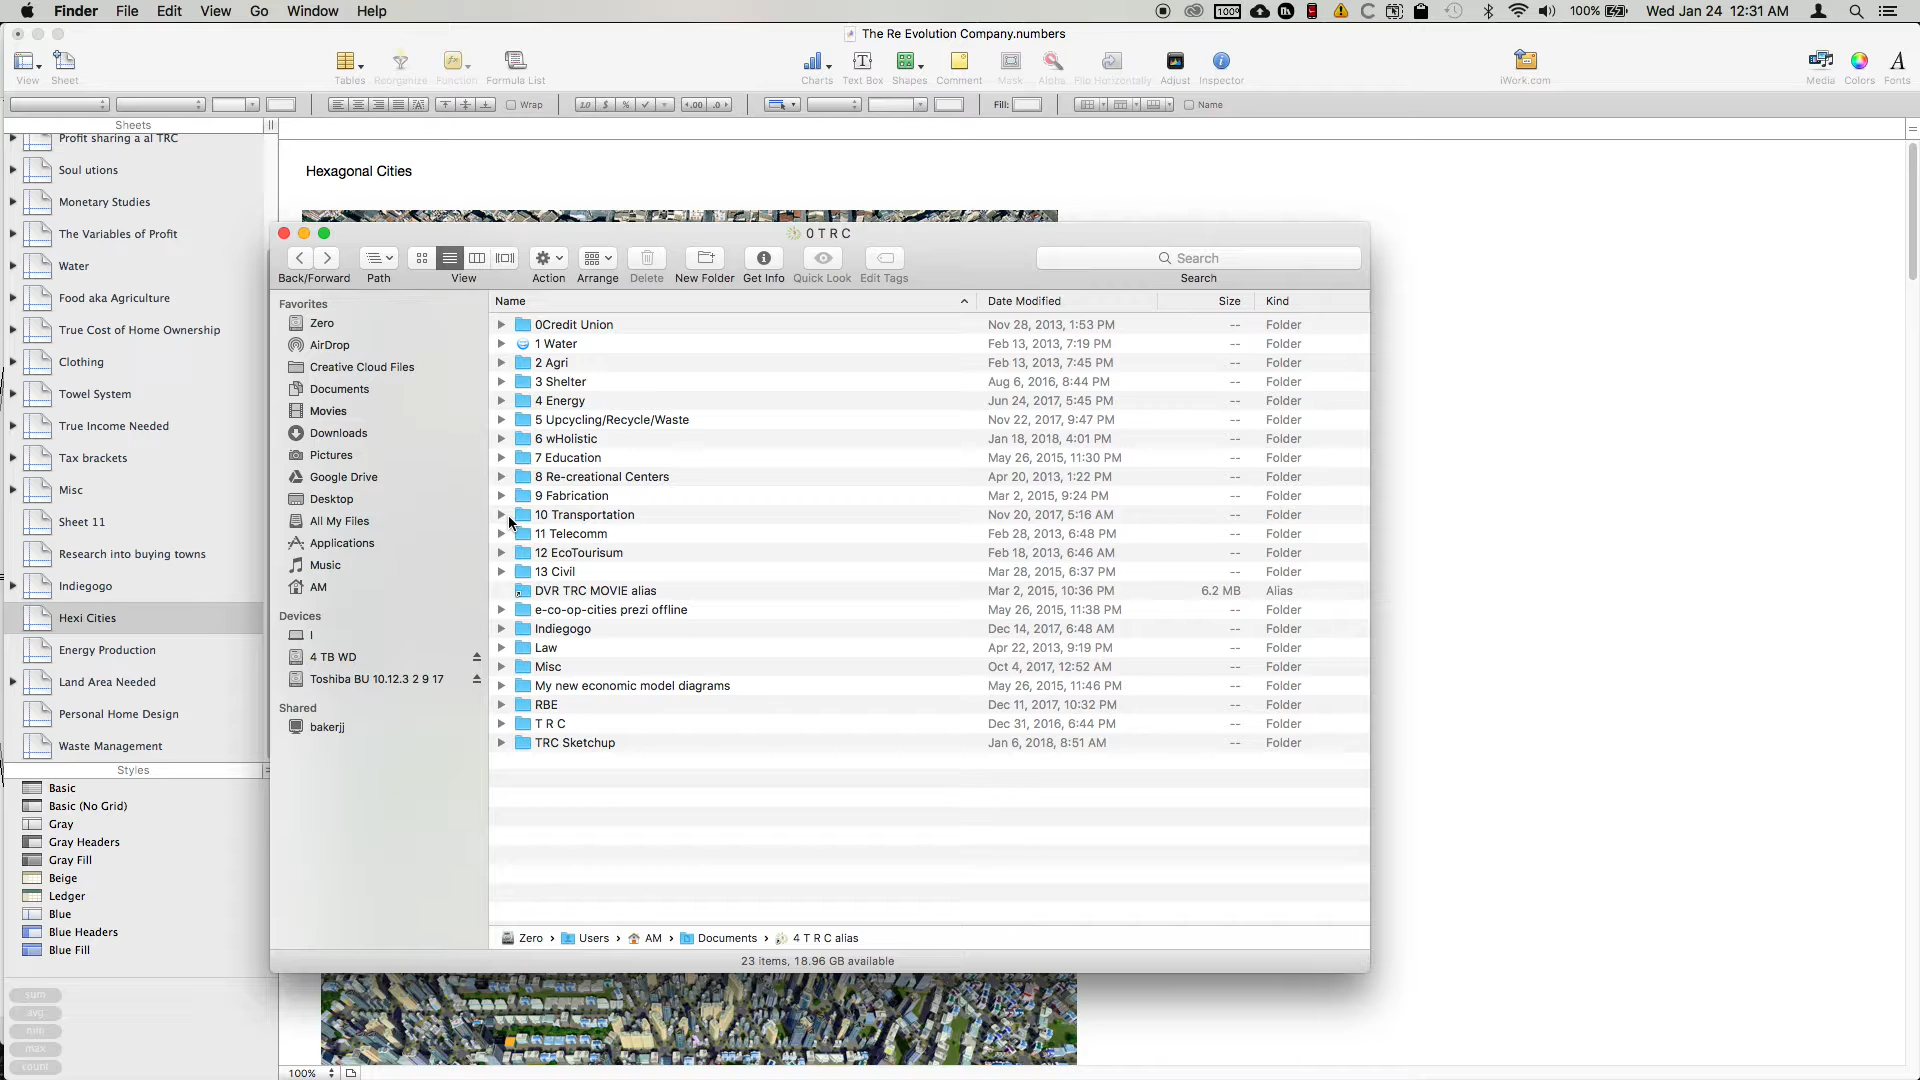 Finder File Edit View Go Window Help 100% Wed Jan 24 12:31 AM
The Re Evolution Company.numbers
View Sheet Tables Reorganize Function Formula List Charts Text Box Shapes Comment Mask Alpha Flip Horizontally Adjust Inspector iWork.com Media Colors Fonts
Wrap 1.0 $ % Fill: Name
Sheets
Profit sharing a al TRC
Soul utions
Monetary Studies
The Variables of Profit
Water
Food aka Agriculture
True Cost of Home Ownership
Clothing
Towel System
True Income Needed
Tax brackets
Misc
Sheet 11
Research into buying towns
Indiegogo
Hexi Cities
Energy Production
Land Area Needed
Personal Home Design
Waste Management
Styles
Basic
Basic (No Grid)
Gray
Gray Headers
Gray Fill
Beige
Ledger
Blue
Blue Headers
Blue Fill
sum
avg
min
max
count
Hexagonal Cities
0 T R C
Search
Back/Forward Path View Action Arrange Delete New Folder Get Info Quick Look Edit Tags Search
Favorites
Zero
AirDrop
Creative Cloud Files
Documents
Movies
Downloads
Pictures
Google Drive
Desktop
All My Files
Applications
Music
AM
Devices
I
4 TB WD
Toshiba BU 10.12.3 2 9 17
Shared
bakerjj
Name Date Modified Size Kind
0Credit Union Nov 28, 2013, 1:53 PM -- Folder
1 Water Feb 13, 2013, 7:19 PM -- Folder
2 Agri Feb 13, 2013, 7:45 PM -- Folder
3 Shelter Aug 6, 2016, 8:44 PM -- Folder
4 Energy Jun 24, 2017, 5:45 PM -- Folder
5 Upcycling/Recycle/Waste Nov 22, 2017, 9:47 PM -- Folder
6 wHolistic Jan 18, 2018, 4:01 PM -- Folder
7 Education May 26, 2015, 11:30 PM -- Folder
8 Re-creational Centers Apr 20, 2013, 1:22 PM -- Folder
9 Fabrication Mar 2, 2015, 9:24 PM -- Folder
10 Transportation Nov 20, 2017, 5:16 AM -- Folder
11 Telecomm Feb 28, 2013, 6:48 PM -- Folder
12 EcoTourisum Feb 18, 2013, 6:46 AM -- Folder
13 Civil Mar 28, 2015, 6:37 PM -- Folder
DVR TRC MOVIE alias Mar 2, 2015, 10:36 PM 6.2 MB Alias
e-co-op-cities prezi offline May 26, 2015, 11:38 PM -- Folder
Indiegogo Dec 14, 2017, 6:48 AM -- Folder
Law Apr 22, 2013, 9:19 PM -- Folder
Misc Oct 4, 2017, 12:52 AM -- Folder
My new economic model diagrams May 26, 2015, 11:46 PM -- Folder
RBE Dec 11, 2017, 10:32 PM -- Folder
T R C Dec 31, 2016, 6:44 PM -- Folder
TRC Sketchup Jan 6, 2018, 8:51 AM -- Folder
Zero › Users › AM › Documents › 4 T R C alias
23 items, 18.96 GB available
100%